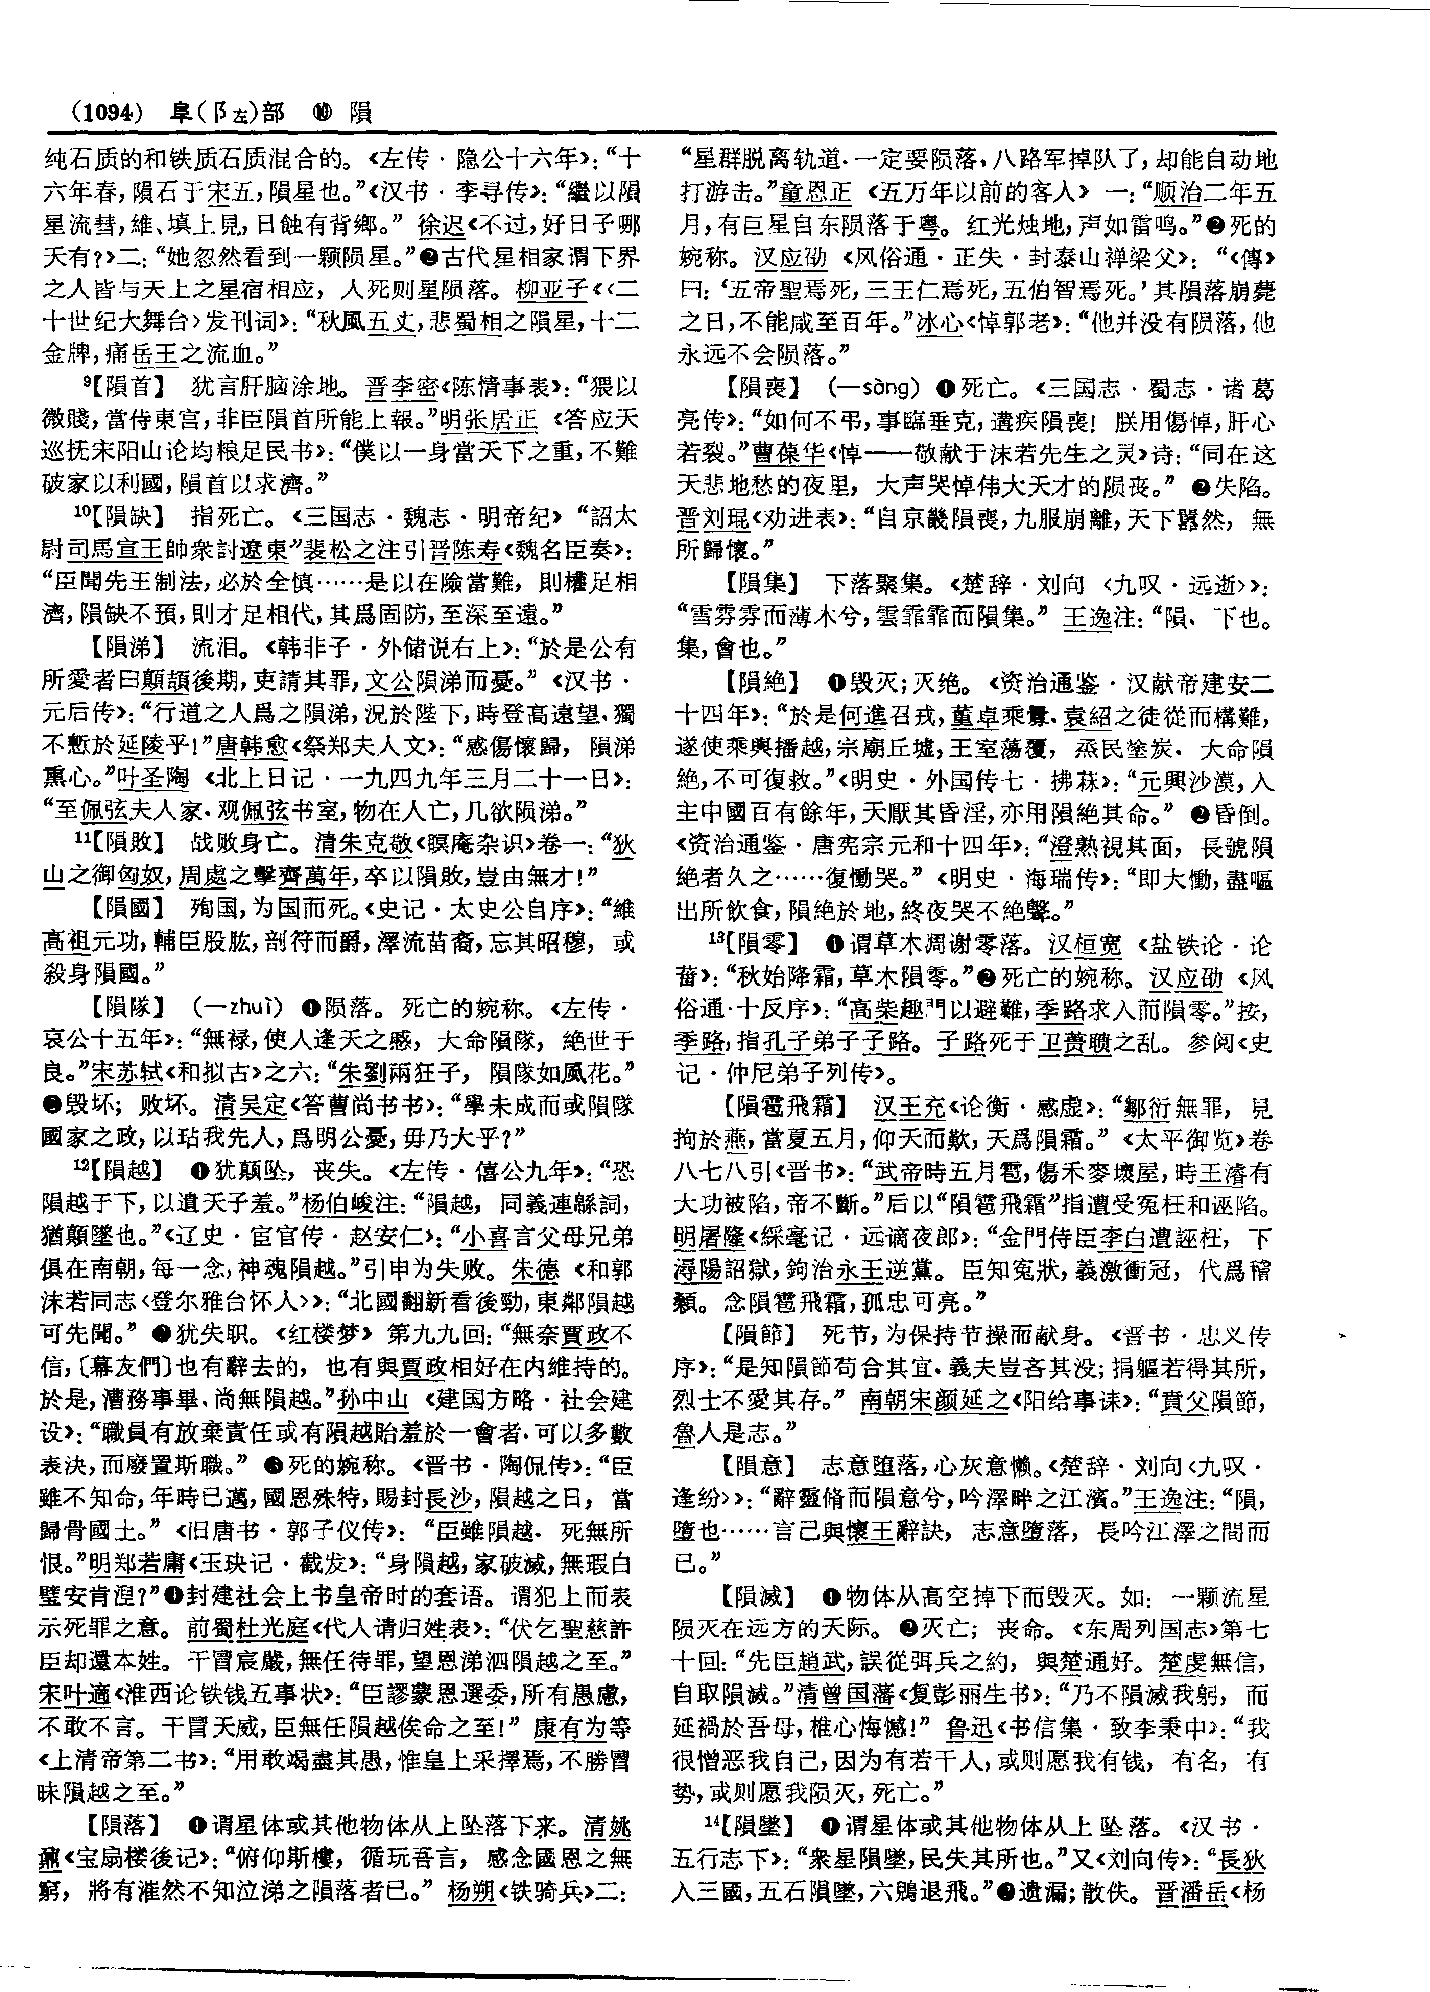 (1094) 阜(阝左)部 ⑩ 隕
纯石质的和铁质石质混合的。《左传·隐公十六年》：“十
六年春，隕石于宋五，隕星也。”《汉书·李寻传》：“繼以隕
星流彗，維、填上見，日蝕有背鄉。” 徐迟《不过，好日子哪
天有？》二：“她忽然看到一颗陨星。”❷古代星相家谓下界
之人皆与天上之星宿相应，人死则星陨落。柳亚子《〈二
十世纪大舞台〉发刊词》：“秋風五丈，悲蜀相之隕星，十二
金牌，痛岳王之流血。”
⁹【隕首】 犹言肝脑涂地。晋李密《陈情事表》：“猥以
微賤，當侍東宫，非臣隕首所能上報。”明张居正《答应天
巡抚宋阳山论均粮足民书》：“僕以一身當天下之重，不難
破家以利國，隕首以求濟。”
¹⁰【隕缺】 指死亡。《三国志·魏志·明帝纪》“詔太
尉司馬宣王帥衆討遼東”裴松之注引晋陈寿《魏名臣奏》：
“臣聞先王制法，必於全慎……是以在險當難，則權足相
濟，隕缺不預，則才足相代，其爲固防，至深至遠。”
【隕涕】 流泪。《韩非子·外储说右上》：“於是公有
所愛者曰顛頡後期，吏請其罪，文公隕涕而憂。”《汉书·
元后传》：“行道之人爲之隕涕，況於陛下，時登高遠望，獨
不慙於延陵乎！”唐韩愈《祭郑夫人文》：“感傷懷歸，隕涕
熏心。”叶圣陶《北上日记·一九四九年三月二十一日》：
“至佩弦夫人家，观佩弦书室，物在人亡，几欲陨涕。”
¹¹【隕敗】 战败身亡。清朱克敬《瞑庵杂识》卷一：“狄
山之御匈奴，周處之擊齊萬年，卒以隕敗，豈由無才！”
【隕國】 殉国，为国而死。《史记·太史公自序》：“維
高祖元功，輔臣股肱，剖符而爵，澤流苗裔，忘其昭穆，或
殺身隕國。”
【隕隊】 （—zhuì）❶陨落。死亡的婉称。《左传·
哀公十五年》：“無禄，使人逢天之慼，大命隕隊，絶世于
良。”宋苏轼《和拟古》之六：“朱劉兩狂子，隕隊如風花。”
❷毁坏；败坏。清吴定《答曹尚书书》：“學未成而或隕隊
國家之政，以玷我先人，爲明公憂，毋乃大乎？”
¹²【隕越】 ❶犹颠坠，丧失。《左传·僖公九年》：“恐
隕越于下，以遺天子羞。”杨伯峻注：“隕越，同義連緜詞，
猶顛墜也。”《辽史·宦官传·赵安仁》：“小喜言父母兄弟
俱在南朝，每一念，神魂隕越。”引申为失败。朱德《和郭
沫若同志〈登尔雅台怀人〉》：“北國翻新看後勁，東鄰隕越
可先聞。” ❷犹失职。《红楼梦》第九九回：“無奈賈政不
信，〔幕友們〕也有辭去的，也有與賈政相好在内維持的。
於是，漕務事畢，尚無隕越。”孙中山《建国方略·社会建
设》：“職員有放棄責任或有隕越貽羞於一會者，可以多數
表决，而廢置斯職。” ❸死的婉称。《晋书·陶侃传》：“臣
雖不知命，年時已邁，國恩殊特，賜封長沙，隕越之日，當
歸骨國土。”《旧唐书·郭子仪传》：“臣雖隕越，死無所
恨。”明郑若庸《玉玦记·截发》：“身隕越，家破滅，無瑕白
璧安肯涅？”❹封建社会上书皇帝时的套语。谓犯上而表
示死罪之意。前蜀杜光庭《代人请归姓表》：“伏乞聖慈許
臣却還本姓。干冒宸嚴，無任待罪，望恩涕泗隕越之至。”
宋叶適《淮西论铁钱五事状》：“臣謬蒙恩選委，所有愚慮，
不敢不言。干冒天威，臣無任隕越俟命之至！” 康有为等
《上清帝第二书》：“用敢竭盡其愚，惟皇上采擇焉，不勝冒
昧隕越之至。”
【隕落】 ❶谓星体或其他物体从上坠落下来。清姚
鼐《宝扇楼後记》：“俯仰斯樓，循玩吾言，感念國恩之無
窮，將有漼然不知泣涕之隕落者已。”杨朔《铁骑兵》二：
“星群脱离轨道，一定要陨落，八路军掉队了，却能自动地
打游击。”童恩正《五万年以前的客人》一：“顺治二年五
月，有巨星自东陨落于粤。红光烛地，声如雷鸣。”❷死的
婉称。汉应劭《风俗通·正失·封泰山禅梁父》：“《傳》
曰：‘五帝聖焉死，三王仁焉死，五伯智焉死。’其隕落崩薨
之日，不能咸至百年。”冰心《悼郭老》：“他并没有陨落，他
永远不会陨落。”
【隕喪】 （—sàng）❶死亡。《三国志·蜀志·诸葛
亮传》：“如何不弔，事臨垂克，遘疾隕喪！朕用傷悼，肝心
若裂。”曹葆华《悼——敬献于沫若先生之灵》诗：“同在这
天悲地愁的夜里，大声哭悼伟大天才的陨丧。” ❷失陷。
晋刘琨《劝进表》：“自京畿隕喪，九服崩離，天下囂然，無
所歸懷。”
【隕集】 下落聚集。《楚辞·刘向〈九叹·远逝〉》：
“雪雰雰而薄木兮，雲霏霏而隕集。” 王逸注：“隕，下也。
集，會也。”
【隕絶】 ❶毁灭；灭绝。《资治通鉴·汉献帝建安二
十四年》：“於是何進召戎，董卓乘釁，袁紹之徒從而構難，
遂使乘輿播越，宗廟丘墟，王室蕩覆，烝民塗炭，大命隕
絶，不可復救。”《明史·外国传七·拂菻》：“元興沙漠，入
主中國百有餘年，天厭其昏淫，亦用隕絶其命。” ❷昏倒。
《资治通鉴·唐宪宗元和十四年》：“澄熟視其面，長號隕
絶者久之……復慟哭。”《明史·海瑞传》：“即大慟，盡嘔
出所飲食，隕絶於地，終夜哭不絶聲。”
¹³【隕零】 ❶谓草木凋谢零落。汉桓宽《盐铁论·论
菑》：“秋始降霜，草木隕零。”❷死亡的婉称。汉应劭《风
俗通·十反序》：“高柴趣門以避難，季路求入而隕零。”按，
季路，指孔子弟子子路。子路死于卫蒉聵之乱。参阅《史
记·仲尼弟子列传》。
【隕雹飛霜】 汉王充《论衡·感虚》：“鄒衍無罪，見
拘於燕，當夏五月，仰天而歎，天爲隕霜。”《太平御览》卷
八七八引《晋书》：“武帝時五月雹，傷禾麥壞屋，時王濬有
大功被陷，帝不斷。”后以“隕雹飛霜”指遭受冤枉和诬陷。
明屠隆《綵毫记·远谪夜郎》：“金門侍臣李白遭誣枉，下
潯陽詔獄，鉤治永王逆黨。臣知寃狀，義激衝冠，代爲稽
顙。念隕雹飛霜，孤忠可亮。”
【隕節】 死节，为保持节操而献身。《晋书·忠义传
序》：“是知隕節苟合其宜，義夫豈吝其没；捐軀若得其所，
烈士不愛其存。” 南朝宋颜延之《阳给事诔》：“賁父隕節，
魯人是志。”
【隕意】 志意堕落，心灰意懒。《楚辞·刘向〈九叹·
逢纷〉》：“辭靈脩而隕意兮，吟澤畔之江濱。”王逸注：“隕，
墮也……言己與懷王辭訣，志意墮落，長吟江澤之間而
已。”
【隕滅】 ❶物体从高空掉下而毁灭。如：一颗流星
陨灭在远方的天际。❷灭亡；丧命。《东周列国志》第七
十回：“先臣趙武，誤從弭兵之約，與楚通好。楚虔無信，
自取隕滅。”清曾国藩《复彭丽生书》：“乃不隕滅我躬，而
延禍於吾母，椎心悔憾！” 鲁迅《书信集·致李秉中》：“我
很憎恶我自己，因为有若干人，或则愿我有钱，有名，有
势，或则愿我陨灭，死亡。”
¹⁴【隕墜】 ❶谓星体或其他物体从上坠落。《汉书·
五行志下》：“衆星隕墜，民失其所也。”又《刘向传》：“長狄
入三國，五石隕墜，六鶂退飛。”❷遗漏；散佚。晋潘岳《杨